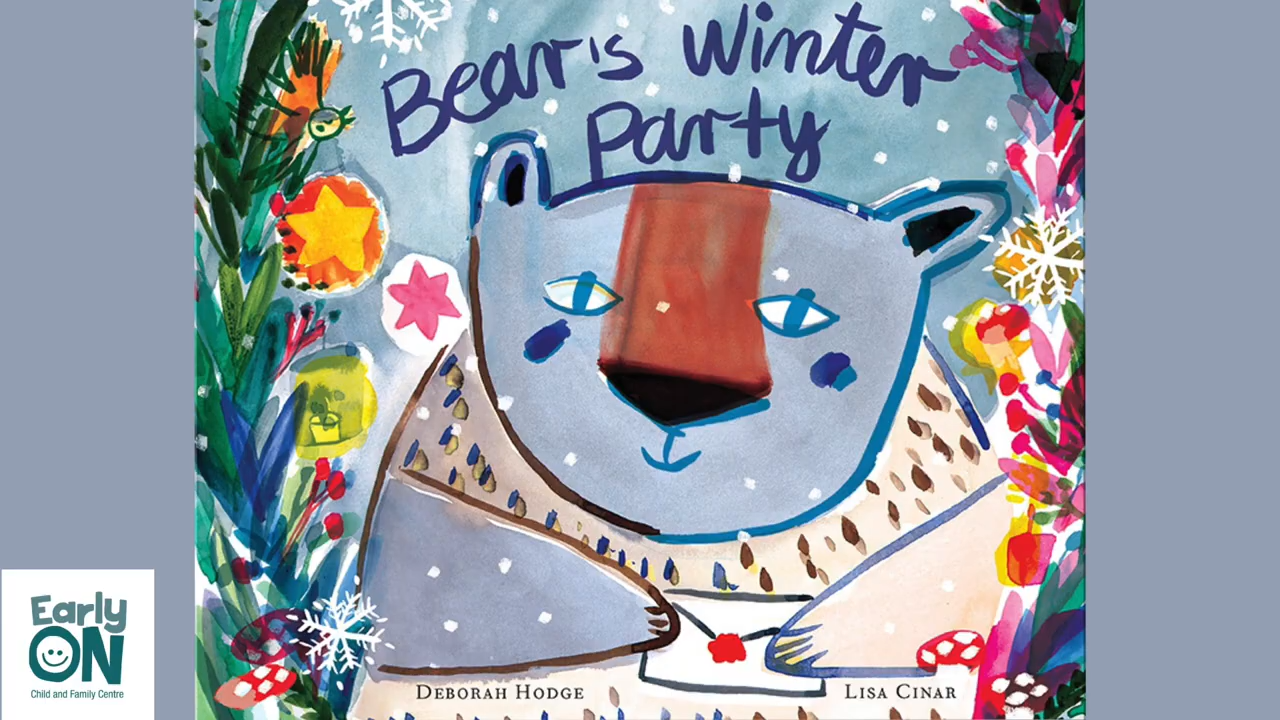 Bear's Winter
Party
DEBORAH HODGE
LISA CINAR
Early
ON
Child and Family Centre